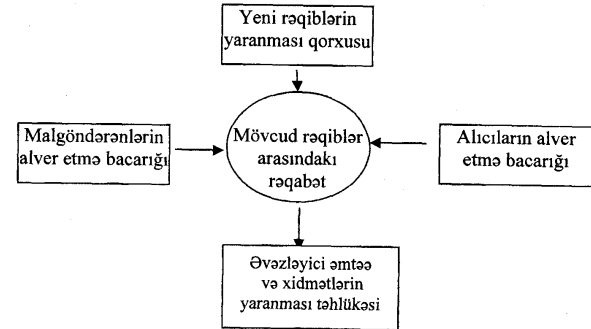 Yeni rəqiblərin
yaranması qorxusu
Malgöndərənlərin
alver etmə bacarığı
Mövcud rəqiblər
arasındakı
rəqabət
Alıcıların alver
etmə bacarığı
Əvəzləyici əmtəə
və xidmətlərin
yaranması təhlükəsi